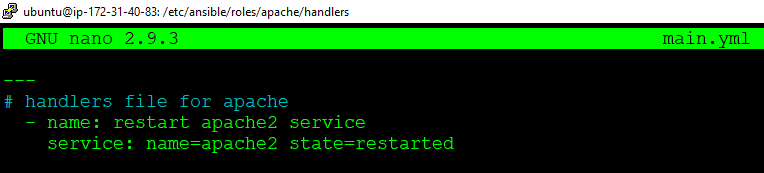 ubuntu@ip-172-31-40-83: /etc/ansible/roles/apache/handlers
GNU nano 2.9.3 main.yml
---
# handlers file for apache
  - name: restart apache2 service
    service: name=apache2 state=restarted